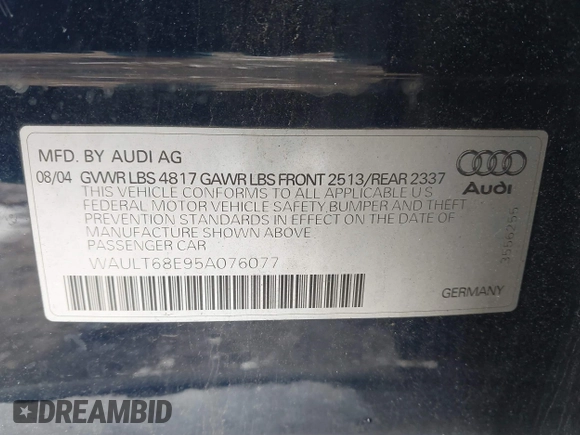 MFD. BY AUDI AG
08/04 GVWR LBS 4817 GAWR LBS FRONT 2513/REAR 2337
THIS VEHICLE CONFORMS TO ALL APPLICABLE U S
FEDERAL MOTOR VEHICLE SAFETY BUMPER AND THEFT
PREVENTION STANDARDS IN EFFECT ON THE DATE OF
MANUFACTURE SHOWN ABOVE
PASSENGER CAR
WAULT68E95A076077
Audi
3556255
GERMANY
DREAMBID